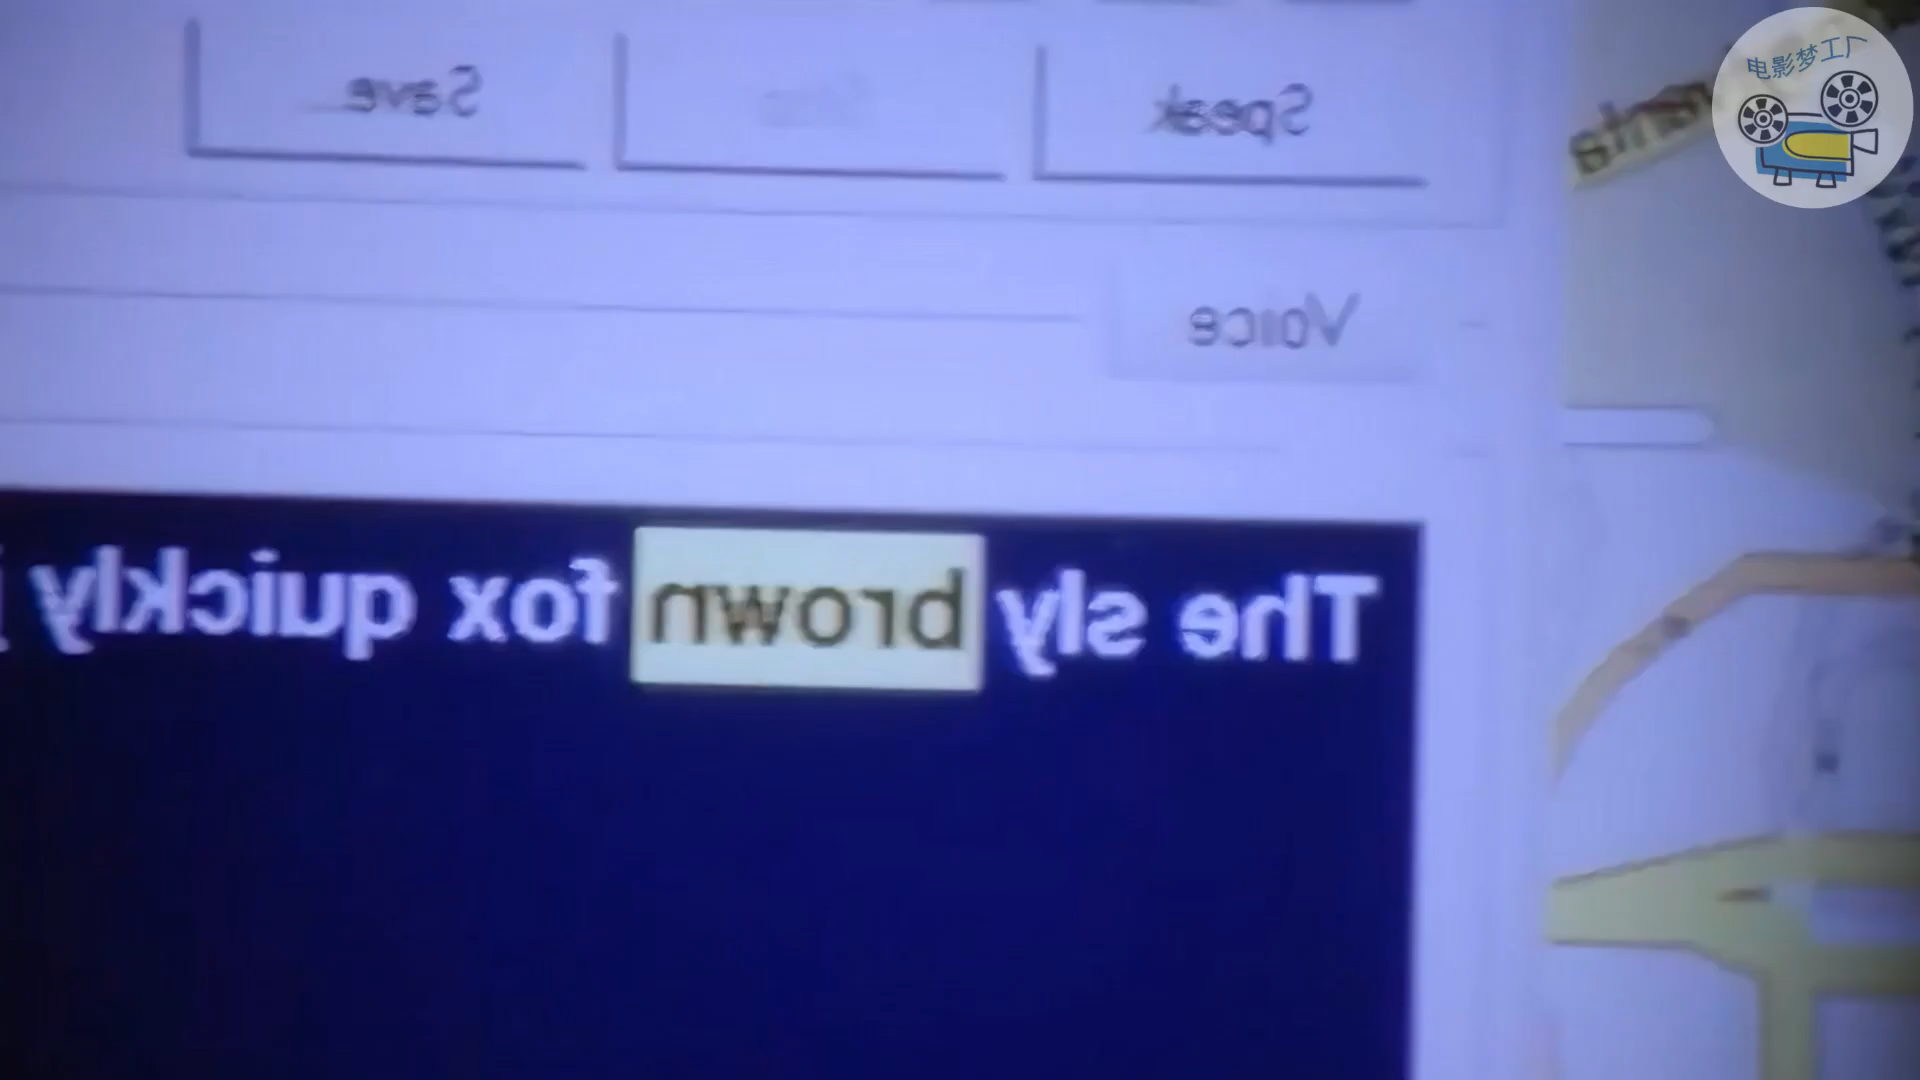 电影梦工厂
Speak
Save...
Voice
The sly brown fox quickly